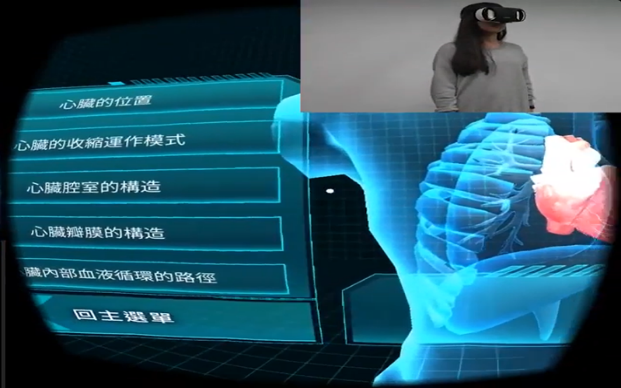 心臟的位置
心臟的收縮運作模式
心臟腔室的構造
心臟瓣膜的構造
臟內部血液循環的路徑
回主選單